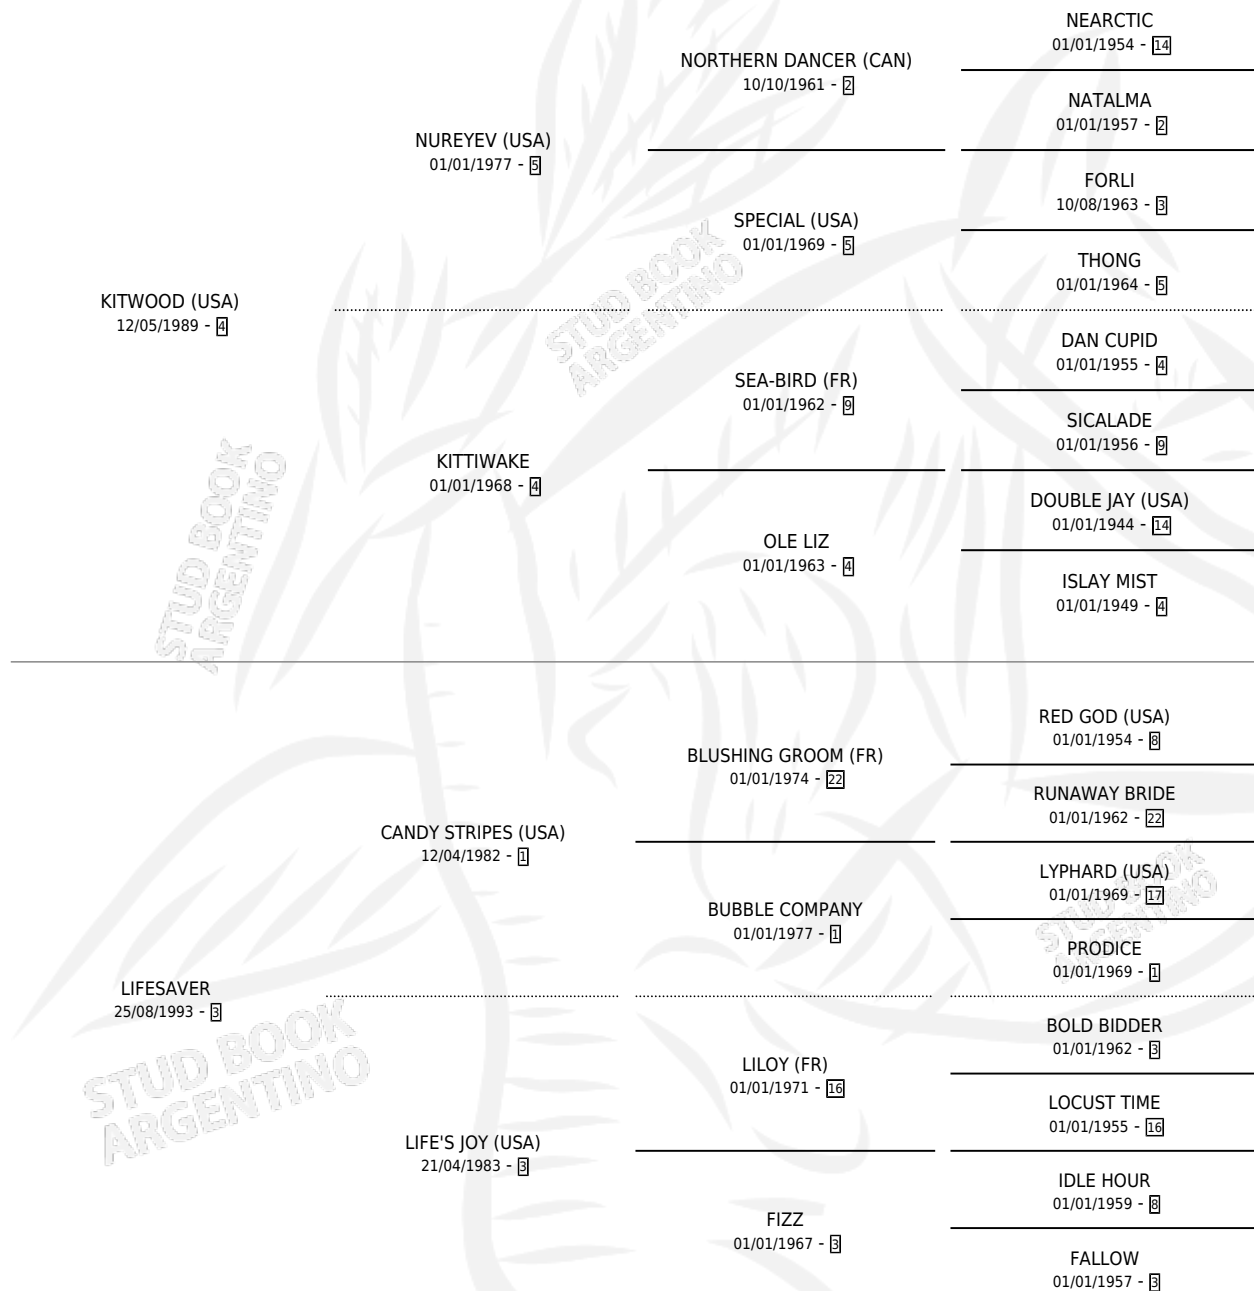 NEARCTIC
01/01/1954 - 14
NORTHERN DANCER (CAN)
10/10/1961 - 2
NATALMA
01/01/1957 - 2
NUREYEV (USA)
01/01/1977 - 5
FORLI
10/08/1963 - 3
SPECIAL (USA)
01/01/1969 - 5
THONG
01/01/1964 - 5
KITWOOD (USA)
12/05/1989 - 4
DAN CUPID
01/01/1955 - 4
SEA-BIRD (FR)
01/01/1962 - 9
SICALADE
01/01/1956 - 9
KITTIWAKE
01/01/1968 - 4
DOUBLE JAY (USA)
01/01/1944 - 14
OLE LIZ
01/01/1963 - 4
ISLAY MIST
01/01/1949 - 4
RED GOD (USA)
01/01/1954 - 8
BLUSHING GROOM (FR)
01/01/1974 - 22
RUNAWAY BRIDE
01/01/1962 - 22
CANDY STRIPES (USA)
12/04/1982 - 1
LYPHARD (USA)
01/01/1969 - 17
BUBBLE COMPANY
01/01/1977 - 1
PRODICE
01/01/1969 - 1
LIFESAVER
25/08/1993 - 3
BOLD BIDDER
01/01/1962 - 3
LILOY (FR)
01/01/1971 - 16
LOCUST TIME
01/01/1955 - 16
LIFE'S JOY (USA)
21/04/1983 - 3
IDLE HOUR
01/01/1959 - 8
FIZZ
01/01/1967 - 3
FALLOW
01/01/1957 - 3
STUD BOOK
ARGENTINO
STUD BOOK
ARGENTINO
STUD BOOK
ARGENTINO
STUD BOOK
ARGENTINO